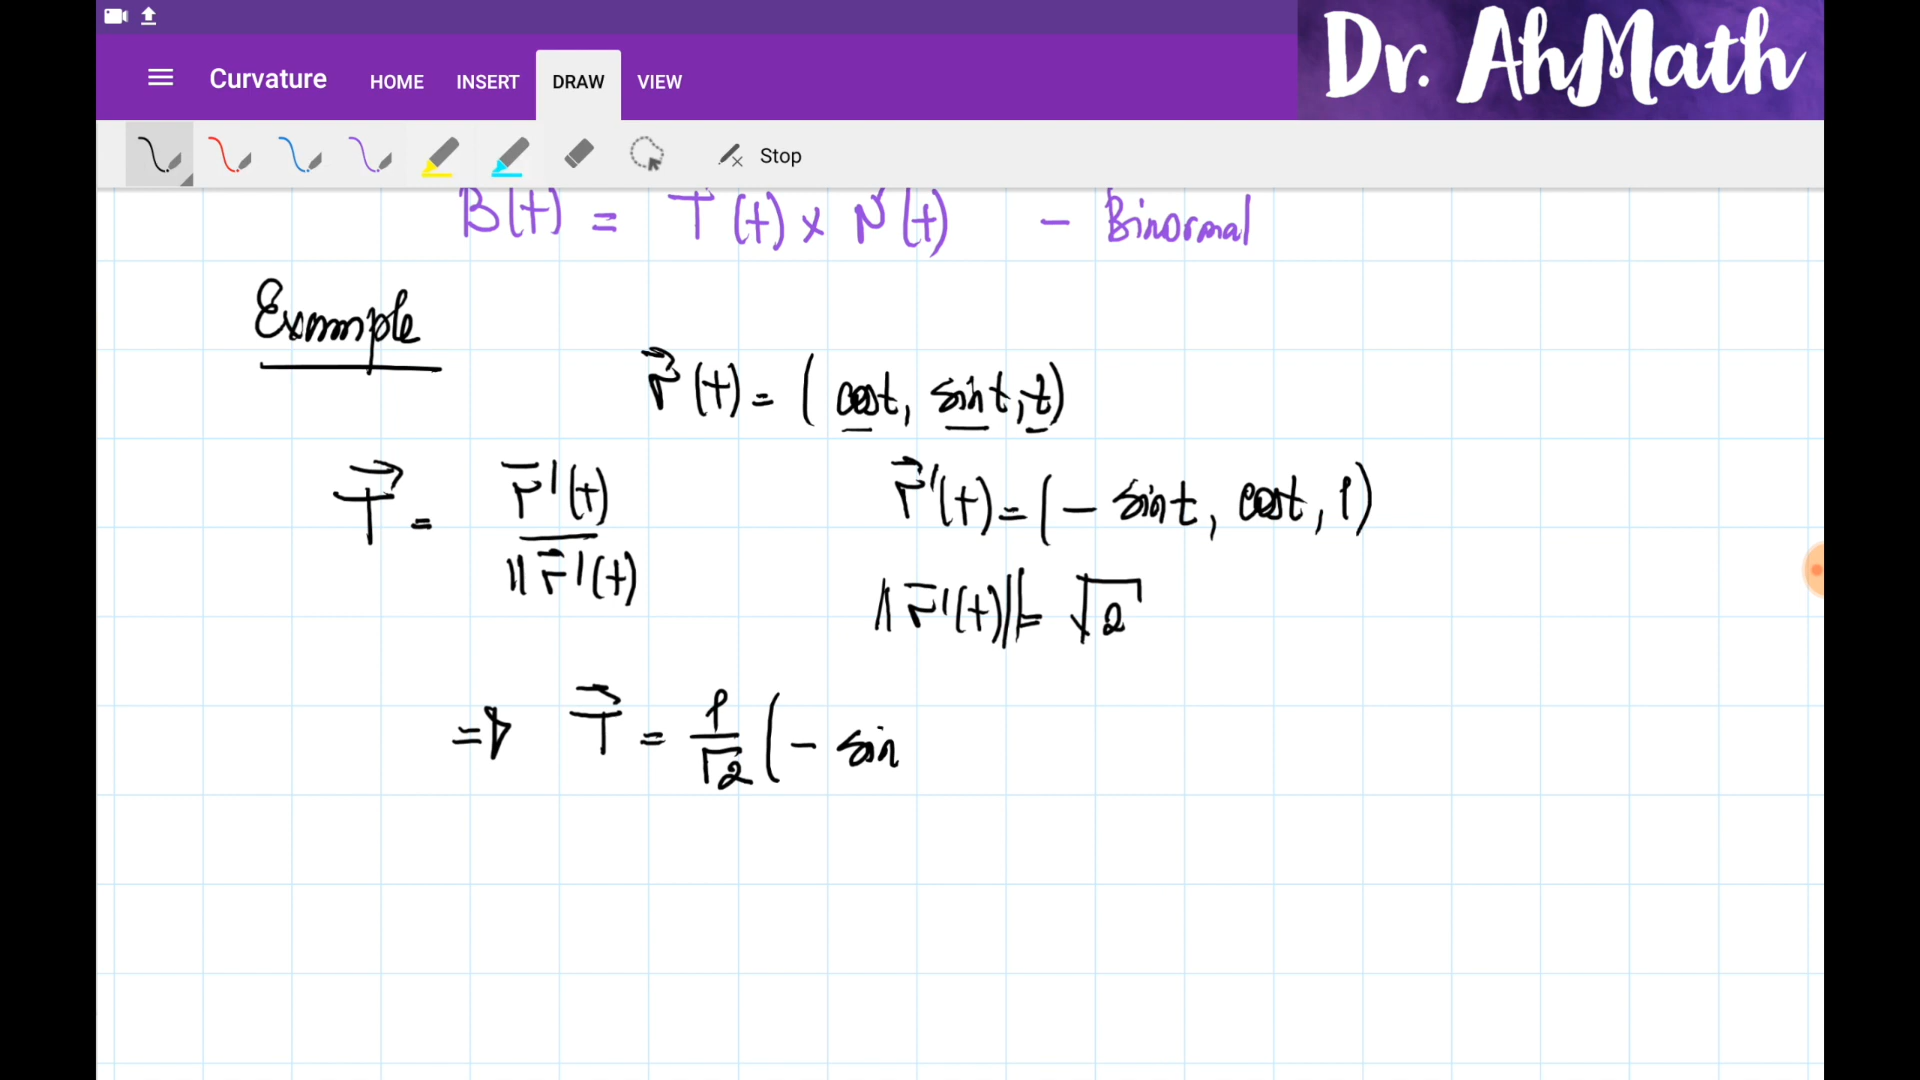 Dr. AhMath
Curvature HOME INSERT DRAW VIEW
Stop
B(t) = T(t) × N(t) - Binormal
Example
r⃗(t) = (cost, sint, t)
T⃗ = r⃗'(t) / ||r⃗'(t) r⃗'(t) = (- sint, cost, 1)
||r⃗'(t)|| = √2
=> T⃗ = 1/√2 (- sin